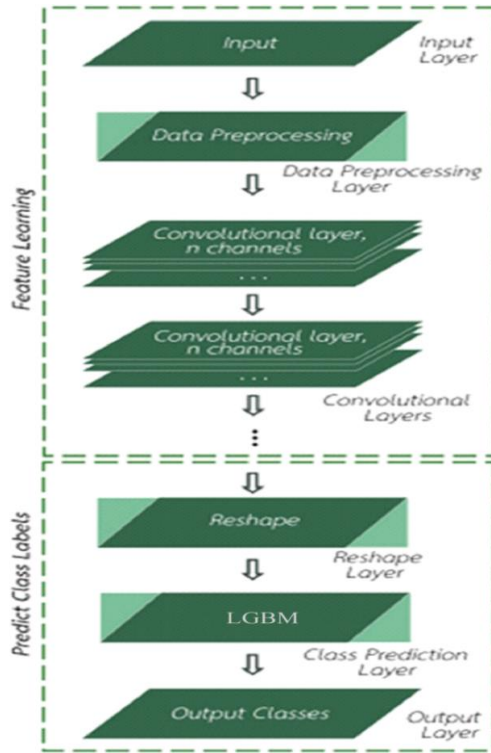 Input
Input
Layer
Data Preprocessing
Data Preprocessing
Layer
Feature Learning
Convolutional layer,
n channels
...
Convolutional layer,
n channels
...
Convolutional
Layers
Reshape
Reshape
Layer
Predict Class Labels
LGBM
Class Prediction
Layer
Output Classes
Output
Layer